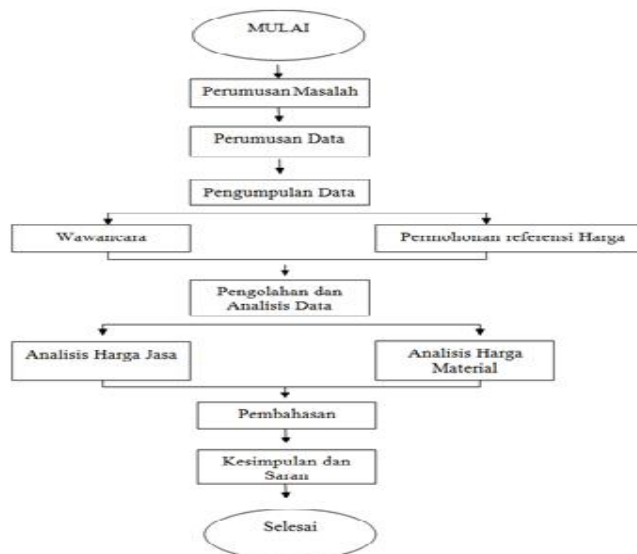 MULAI
Perumusan Masalah
Perumusan Data
Pengumpulan Data
Wawancara
Permohonan referensi Harga
Pengolahan dan
Analisis Data
Analisis Harga Jasa
Analisis Harga
Material
Pembahasan
Kesimpulan dan
Saran
Selesai